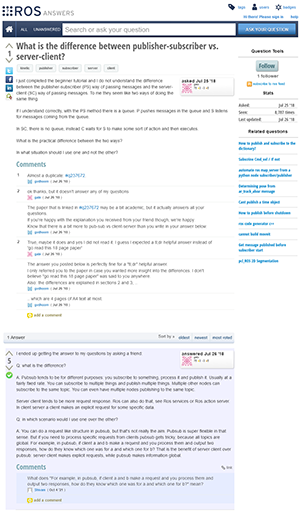 ROS ANSWERS
tags users badges
Hi there! Please sign in help
ALL UNANSWERED Search or ask your question ASK YOUR QUESTION
What is the difference between publisher-subscriber vs. server-client?
publisher subscriber server client
asked Jul 25 '18
I just completed the beginner tutorial and I do not understand the difference
between the publisher-subscriber (PS) way of passing messages and the server-
client (SC) way of passing messages. To me they seem like two ways of doing the
same thing.
If I understand correctly, with the PS method there is a queue. P pushes messages in the queue and S listens
for messages coming from the queue.
In SC, there is no queue, instead C waits for S to make some sort of action and then executes.
What is the practical difference between the two ways?
In what situation should I use one and not the other?
Comments
1 Almost a duplicate: #q237672.
gvdhoorn ( Jul 26 '18 )
ok thanks, but it doesn't answer any of my questions
The paper that is linked in #q237672 may be a bit academic, but it actually answers all
your questions.
If you're happy with the explanation you received from your friend though, we're happy.
Know that there is a bit more to pub-sub vs client-server than you write in your answer below.
gvdhoorn ( Jul 26 '18 )
True, maybe it does and yes I did not read it. I guess I expected a tl;dr helpful answer instead of
"go read this 18 page paper"
The answer you posted below is perfectly fine for a "tl;dr" helpful answer.
I only referred you to the paper in case you wanted more insight into the differences. I don't
believe "go read this 18 page paper" was said to you anywhere.
Also: the differences are explained in sections 2 and 3. ..
gvdhoorn ( Jul 26 '18 )
.. which are 4 pages of A4 text at most.
gvdhoorn ( Jul 26 '18 )
add a comment
Question Tools
Follow
1 follower
subscribe to rss feed
Stats
Asked: Jul 25 '18
Seen: 8,787 times
Last updated: Jul 26 '18
Related questions
How to publish and subscribe to the dictionary?
Subscribe Cmd_vel / if not
automate ros map server from a python node subscriber/publisher
Determining pose from ar_track_alvar message
Cant publish a time object
How to publish before shutdown
ros node generator c++
cannot build moveit
Get message published before subscriber start
pcl_ROS 2D Segmentation
1 Answer
Sort by » oldest newest most voted
5
answered Jul 26 '18
I ended up getting the answer to my questions by asking a friend.
Q: what is the difference?
A: Pubsub tends to be for different purposes: you subscribe to something, process it and publish it. Usually at a
fairly fixed rate. You can subscribe to multiple things and publish multiple things. Multiple other nodes can
subscribe to the same topic. You can even have multiple nodes publishing to the same topic.
Server client tends to be more request response. Ros can also do that, see Ros services or Ros action server.
In client server a client makes an explicit request for some specific data.
Q: in which scenario would I use one over the other?
A: You can do a request like structure in pubsub, but that's not really the aim. Pubsub is super flexible in that
sense. But if you need to process specific requests from clients pubsub gets tricky, because all topics are
global. For example, in pubsub, if client a and b make a request and you process them and output two
responses, how do they know which one was for a and which one for b? That is the benefit of server client over
pubsub: server client makes explicit requests, while pubsub makes information global.
link
Comments
What does "For example, in pubsub, if client a and b make a request and you process them and
output two responses, how do they know which one was for a and which one for b?" mean?
add a comment